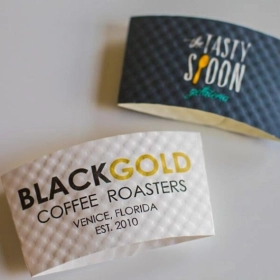 the
TASTY
SPOON
BLACKGOLD
COFFEE ROASTERS
VENICE, FLORIDA
EST. 2010